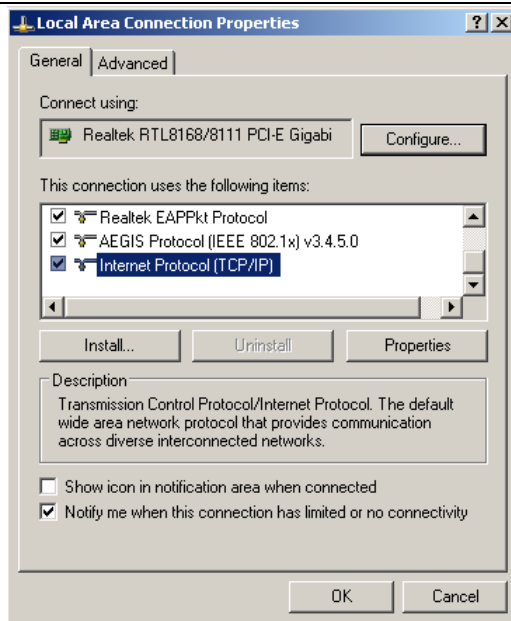 Local Area Connection Properties
General
Advanced
Connect using:
Realtek RTL8168/8111 PCI-E Gigabi
Configure...
This connection uses the following items:
Realtek EAPPkt Protocol
AEGIS Protocol (IEEE 802.1x) v3.4.5.0
Internet Protocol (TCP/IP)
Install...
Uninstall
Properties
Description
Transmission Control Protocol/Internet Protocol. The default
wide area network protocol that provides communication
across diverse interconnected networks.
Show icon in notification area when connected
Notify me when this connection has limited or no connectivity
OK
Cancel